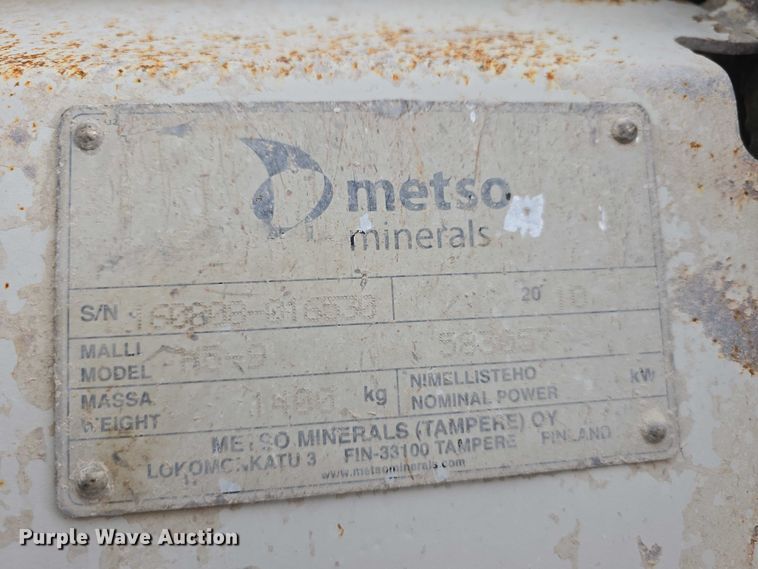 metso
minerals
S/N 20 10
MALLI
MODEL
MASSA
WEIGHT kg NIMELLISTEHO
NOMINAL POWER kW
METSO MINERALS (TAMPERE) OY
LOKOMONKATU 3 FIN-33100 TAMPERE FINLAND
www.metsominerals.com
Purple Wave Auction